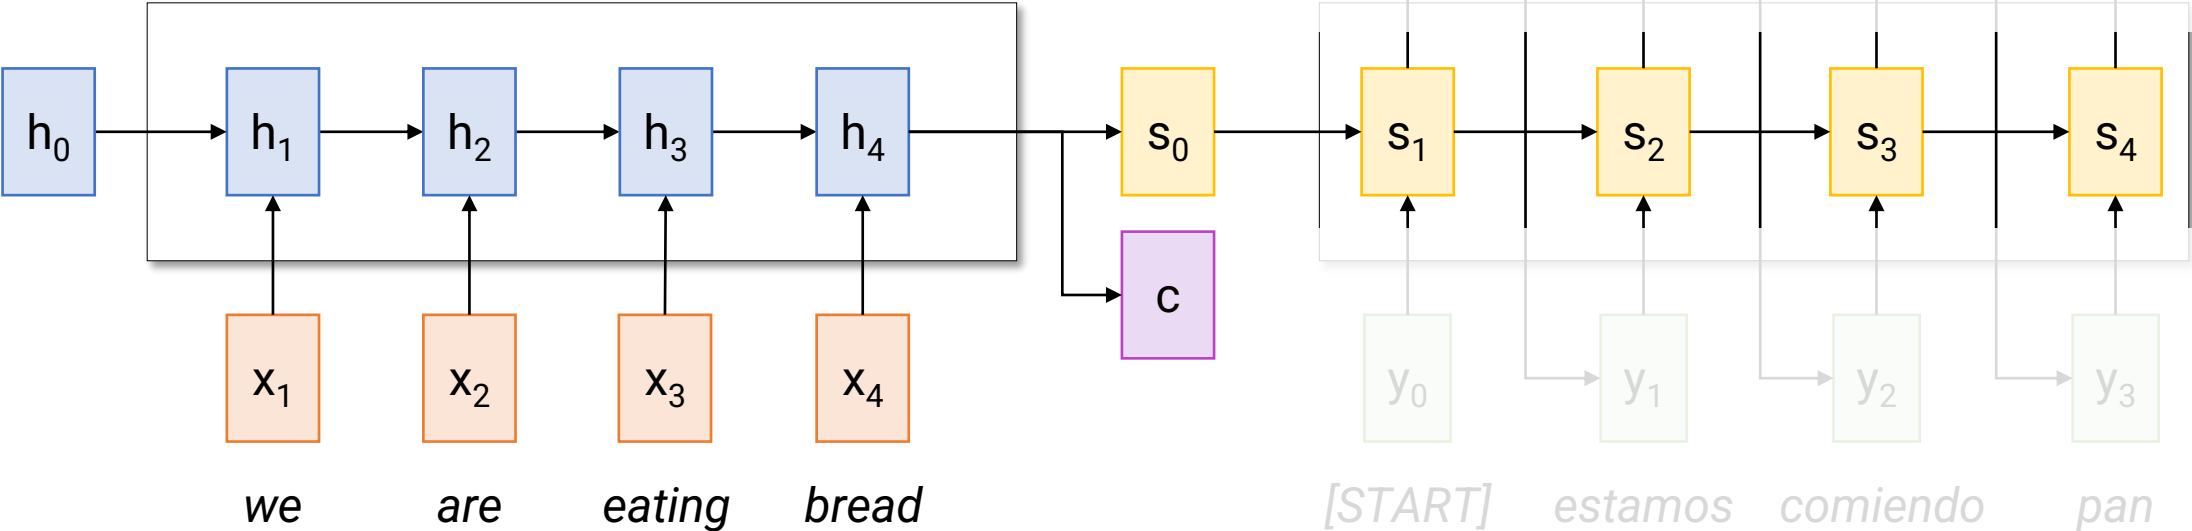 h₀ h₁ h₂ h₃ h₄ s₀ s₁ s₂ s₃ s₄
c
x₁ x₂ x₃ x₄ y₀ y₁ y₂ y₃
we are eating bread [START] estamos comiendo pan